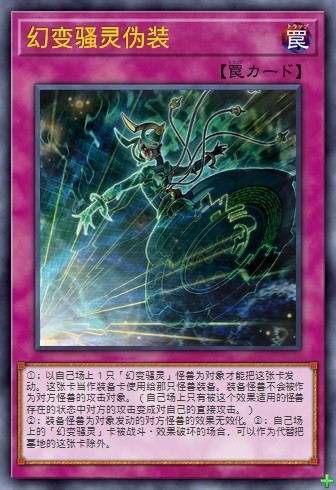 幻变骚灵伪装
トラップ
罠
【罠カード】
①：以自己场上１只「幻变骚灵」怪兽为对象才能把这张卡发
动。这张卡当作装备卡使用给那只怪兽装备。装备怪兽不会被作
为对方怪兽的攻击对象。（自己场上只有被这个效果适用的怪兽
存在的状态中对方的攻击变成对自己的直接攻击。）
②：装备怪兽为对象发动的对方怪兽的效果无效化。②：自己场
上的「幻变骚灵」卡被战斗·效果破坏的场合，可以作为代替把
墓地的这张卡除外。